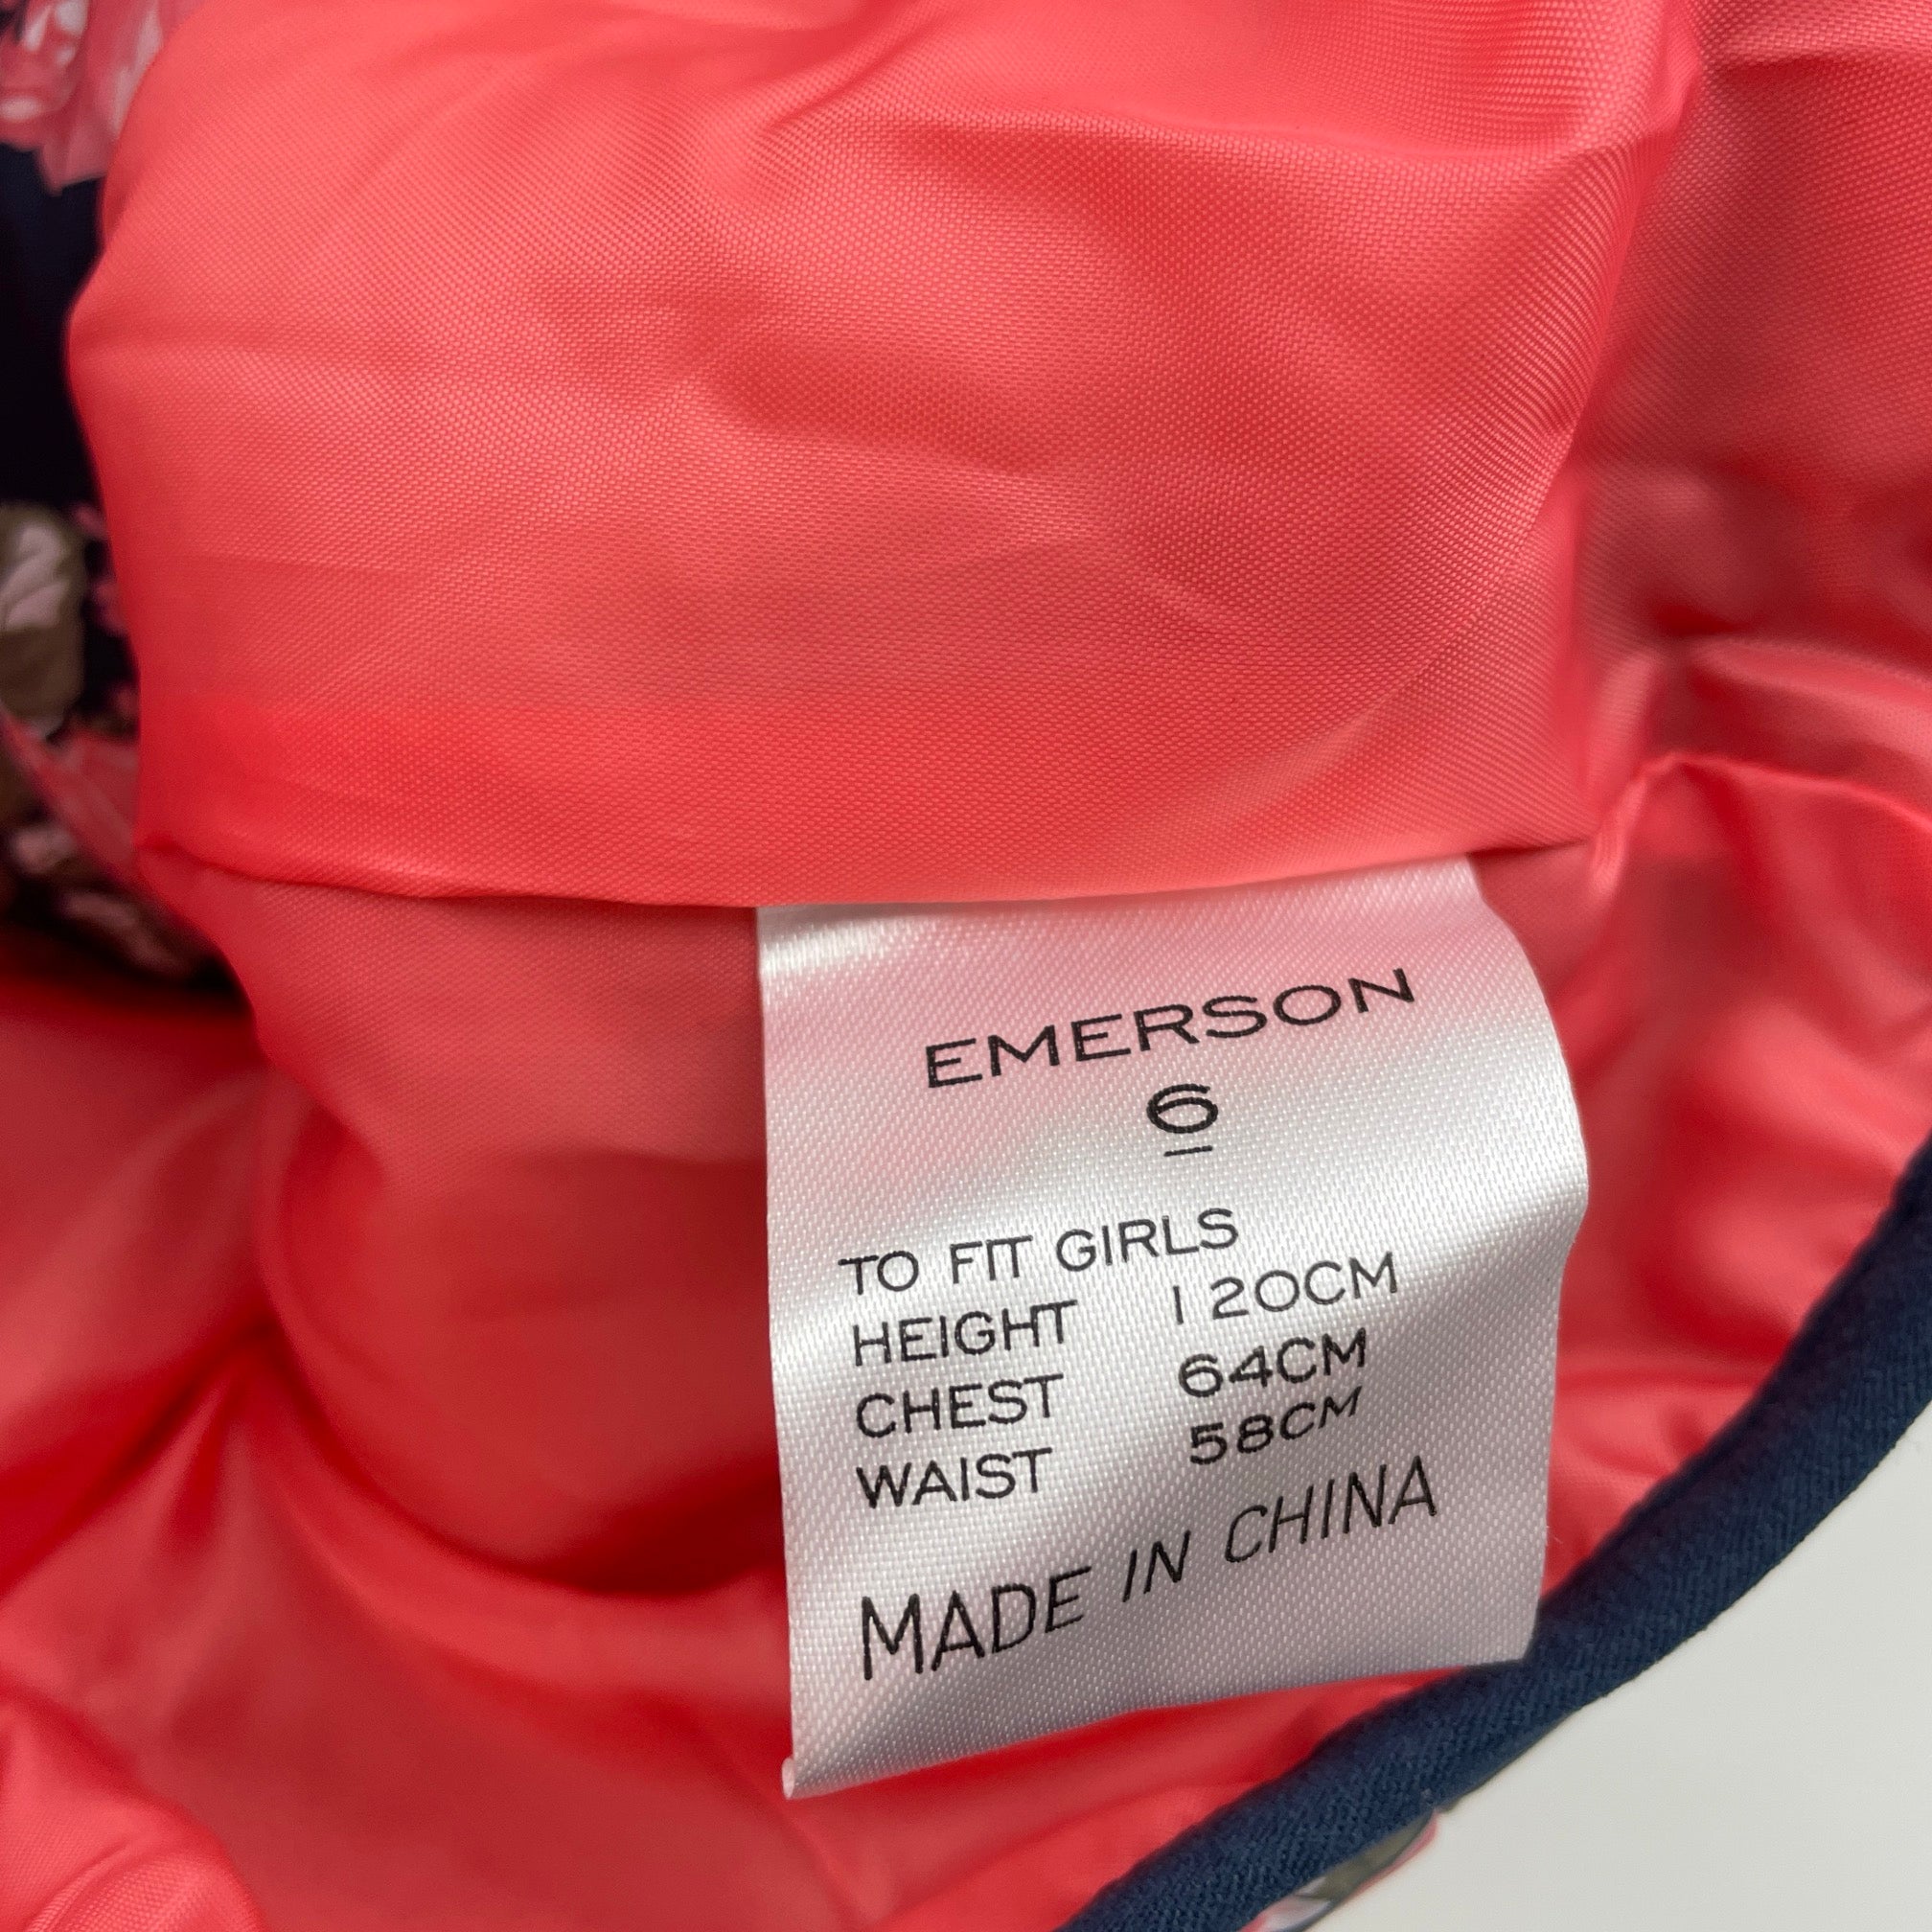 EMERSON
6
TO FIT GIRLS
HEIGHT 120CM
CHEST 64CM
WAIST 58CM
MADE IN CHINA